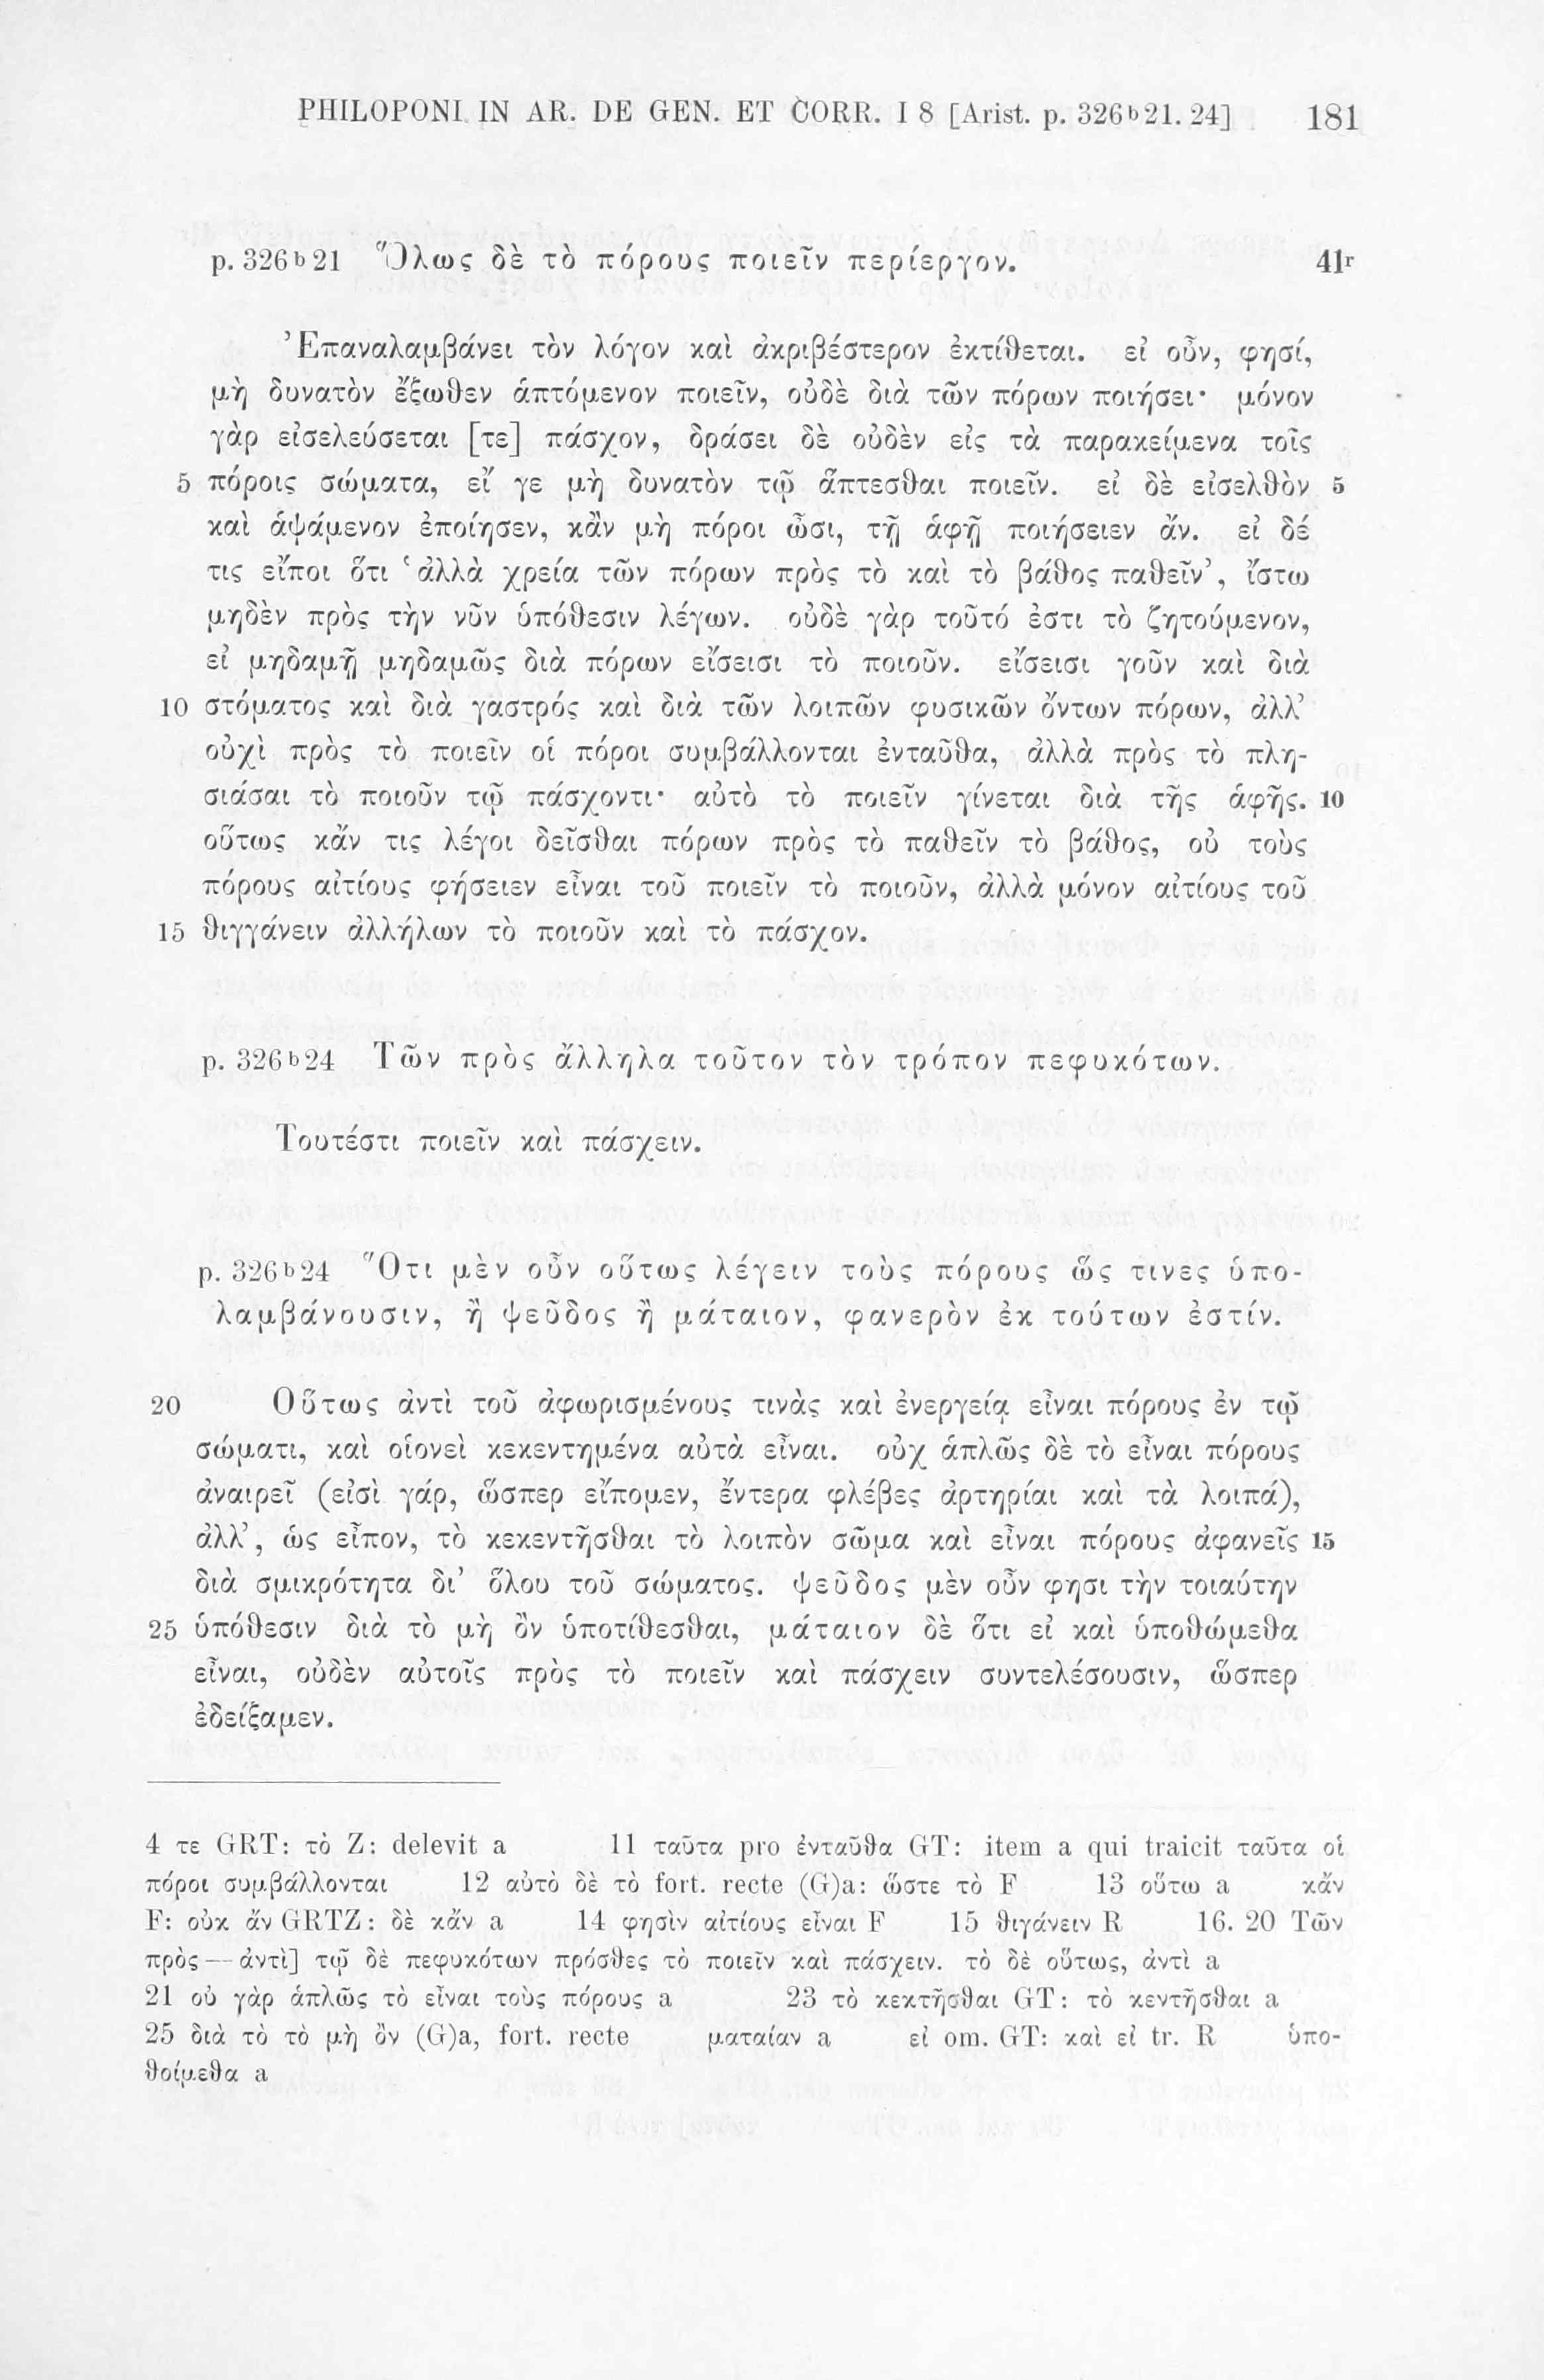 PHILOPONI IN AR. DE GEN. ET CORR. I 8 [Arist. p. 326ᵇ21. 24] 181
p. 326ᵇ21 Ὅλως δὲ τὸ πόρους ποιεῖν περίεργον. 41ʳ
Ἐπαναλαμβάνει τὸν λόγον καὶ ἀκριβέστερον ἐκτίθεται. εἰ οὖν, φησί,
μὴ δυνατὸν ἔξωθεν ἁπτόμενον ποιεῖν, οὐδὲ διὰ τῶν πόρων ποιήσει· μόνον
γὰρ εἰσελεύσεται [τε] πάσχον, δράσει δὲ οὐδὲν εἰς τὰ παρακείμενα τοῖς
5 πόροις σώματα, εἴ γε μὴ δυνατὸν τῷ ἅπτεσθαι ποιεῖν. εἰ δὲ εἰσελθὸν 5
καὶ ἁψάμενον ἐποίησεν, κἂν μὴ πόροι ὦσι, τῇ ἁφῇ ποιήσειεν ἄν. εἰ δέ
τις εἴποι ὅτι ‘ἀλλὰ χρεία τῶν πόρων πρὸς τὸ καὶ τὸ βάθος παθεῖν’, ἴστω
μηδὲν πρὸς τὴν νῦν ὑπόθεσιν λέγων. οὐδὲ γὰρ τοῦτό ἐστι τὸ ζητούμενον,
εἰ μηδαμῇ μηδαμῶς διὰ πόρων εἴσεισι τὸ ποιοῦν. εἴσεισι γοῦν καὶ διὰ
10 στόματος καὶ διὰ γαστρός καὶ διὰ τῶν λοιπῶν φυσικῶν ὄντων πόρων, ἀλλ’
οὐχὶ πρὸς τὸ ποιεῖν οἱ πόροι συμβάλλονται ἐνταῦθα, ἀλλὰ πρὸς τὸ πλη-
σιάσαι τὸ ποιοῦν τῷ πάσχοντι· αὐτὸ τὸ ποιεῖν γίνεται διὰ τῆς ἁφῆς. 10
οὕτως κἄν τις λέγοι δεῖσθαι πόρων πρὸς τὸ παθεῖν τὸ βάθος, οὐ τοὺς
πόρους αἰτίους φήσειεν εἶναι τοῦ ποιεῖν τὸ ποιοῦν, ἀλλὰ μόνον αἰτίους τοῦ
15 θιγγάνειν ἀλλήλων τὸ ποιοῦν καὶ τὸ πάσχον.
p. 326ᵇ24 Τῶν πρὸς ἄλληλα τοῦτον τὸν τρόπον πεφυκότων.
Τουτέστι ποιεῖν καὶ πάσχειν.
p. 326ᵇ24 Ὅτι μὲν οὖν οὕτως λέγειν τοὺς πόρους ὥς τινες ὑπο-
λαμβάνουσιν, ἢ ψεῦδος ἢ μάταιον, φανερὸν ἐκ τούτων ἐστίν.
20 Οὕτως ἀντὶ τοῦ ἀφωρισμένους τινὰς καὶ ἐνεργείᾳ εἶναι πόρους ἐν τῷ
σώματι, καὶ οἱονεὶ κεκεντημένα αὐτὰ εἶναι. οὐχ ἁπλῶς δὲ τὸ εἶναι πόρους
ἀναιρεῖ (εἰσὶ γάρ, ὥσπερ εἴπομεν, ἔντερα φλέβες ἀρτηρίαι καὶ τὰ λοιπά),
ἀλλ’, ὡς εἶπον, τὸ κεκεντῆσθαι τὸ λοιπὸν σῶμα καὶ εἶναι πόρους ἀφανεῖς 15
διὰ σμικρότητα δι’ ὅλου τοῦ σώματος. ψεῦδος μὲν οὖν φησι τὴν τοιαύτην
25 ὑπόθεσιν διὰ τὸ μὴ ὂν ὑποτίθεσθαι, μάταιον δὲ ὅτι εἰ καὶ ὑποθώμεθα
εἶναι, οὐδὲν αὐτοῖς πρὸς τὸ ποιεῖν καὶ πάσχειν συντελέσουσιν, ὥσπερ
ἐδείξαμεν.
4 τε GRT: τὸ Z: delevit a 11 ταῦτα pro ἐνταῦθα GT: item a qui traicit ταῦτα οἱ
πόροι συμβάλλονται 12 αὐτὸ δὲ τὸ fort. recte (G)a: ὥστε τὸ F 13 οὕτω a κἄν
F: οὐκ ἄν GRTZ: δὲ κἄν a 14 φησὶν αἰτίους εἶναι F 15 θιγάνειν R 16. 20 Τῶν
πρὸς — ἀντὶ] τῷ δὲ πεφυκότων πρόσθες τὸ ποιεῖν καὶ πάσχειν. τὸ δὲ οὕτως, ἀντὶ a
21 οὐ γὰρ ἁπλῶς τὸ εἶναι τοὺς πόρους a 23 τὸ κεκτῆσθαι GT: τὸ κεντῆσθαι a
25 διὰ τὸ τὸ μὴ ὂν (G)a, fort. recte ματαίαν a εἰ om. GT: καὶ εἰ tr. R ὑπο-
θοίμεθα a